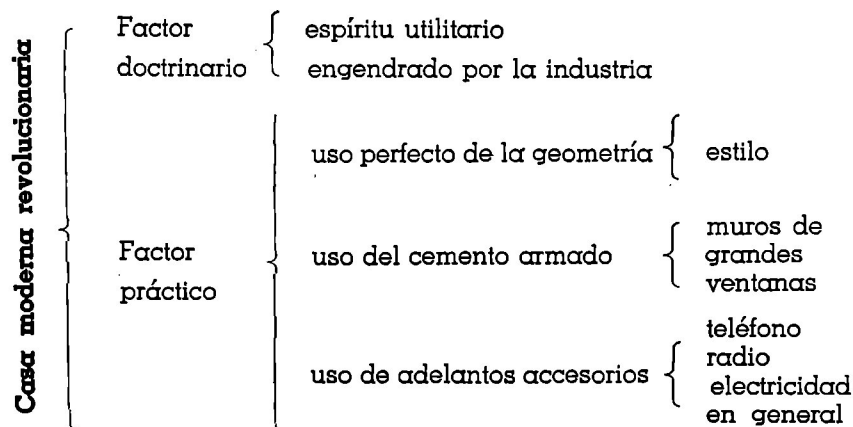 Casa moderna revolucionaria
Factor
doctrinario
espíritu utilitario
engendrado por la industria
Factor
práctico
uso perfecto de la geometría
estilo
uso del cemento armado
muros de
grandes
ventanas
uso de adelantos accesorios
teléfono
radio
electricidad
en general